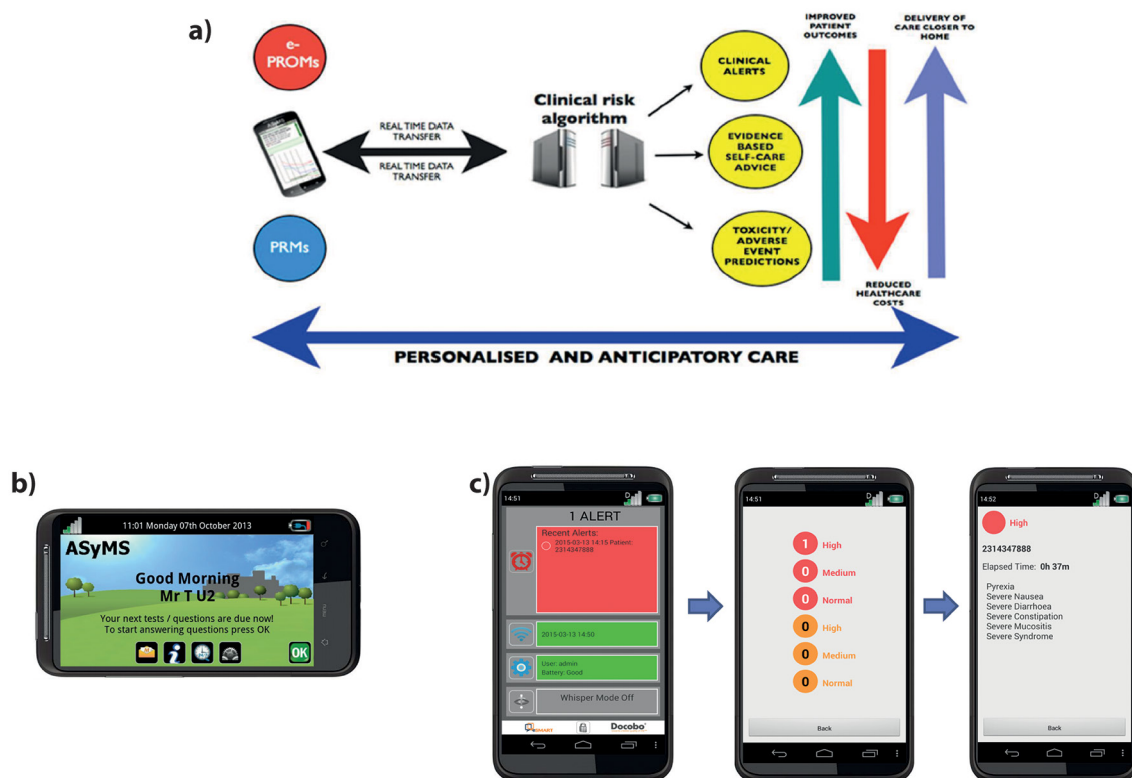 a)
e-
PROMs
ASyMS
PRMs
REAL TIME DATA
TRANSFER
REAL TIME DATA
TRANSFER
Clinical risk
algorithm
CLINICAL
ALERTS
EVIDENCE
BASED
SELF-CARE
ADVICE
TOXICITY/
ADVERSE
EVENT
PREDICTIONS
IMPROVED
PATIENT
OUTCOMES
DELIVERY OF
CARE CLOSER TO
HOME
REDUCED
HEALTHCARE
COSTS
PERSONALISED AND ANTICIPATORY CARE
b)
11:01 Monday 07th October 2013
ASyMS
Good Morning
Mr T U2
Your next tests / questions are due now!
To start answering questions press OK
OK
menu
c)
14:51
D
1 ALERT
Recent Alerts:
2015-03-13 14:15 Patient:
2314347888
2015-03-13 14:50
User: admin
Battery: Good
Whisper Mode Off
SMART
Docobo
14:51
D
1 High
0 Medium
0 Normal
0 High
0 Medium
0 Normal
Back
14:52
D
High
2314347888
Elapsed Time: 0h 37m
Pyrexia
Severe Nausea
Severe Diarrhoea
Severe Constipation
Severe Mucositis
Severe Syndrome
Back